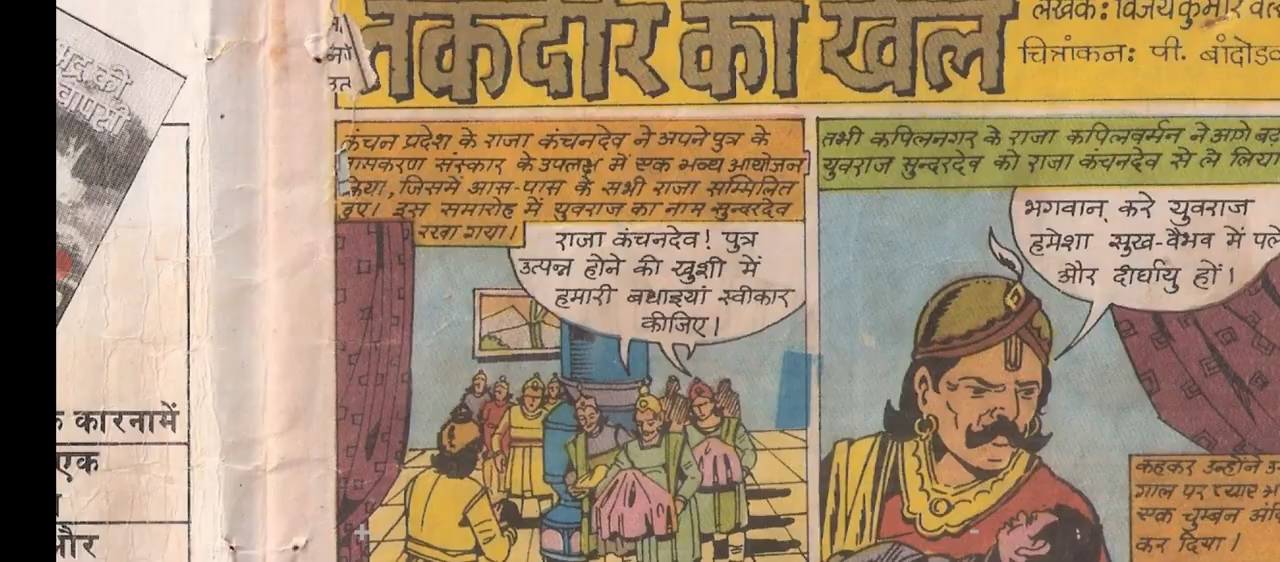 तकदीर का खेल
लेखक: विजयकुमार
चित्रांकन: पी.
कंचन प्रदेश के राजा कंचनदेव ने अपने पुत्र के
नामकरण संस्कार के उपलक्ष में एक भव्य आयोजन
किया, जिसमें आस-पास के सभी राजा सम्मिलित
हुए। इस समारोह में युवराज का नाम सुन्दरदेव
रखा गया।
राजा कंचनदेव! पुत्र
उत्पन्न होने की खुशी में
हमारी बधाइयां स्वीकार
कीजिए।
तभी कपिलनगर के राजा कपिलवर्मन ने आगे
युवराज सुन्दरदेव को राजा कंचनदेव से ले लिया
भगवान् करे युवराज
हमेशा सुख-वैभव में पले
और दीर्घायु हों।
कहकर उन्होंने
गाल पर प्यार
एक चुम्बन
कर दिया।
की
वापसी
कारनामें
एक
और